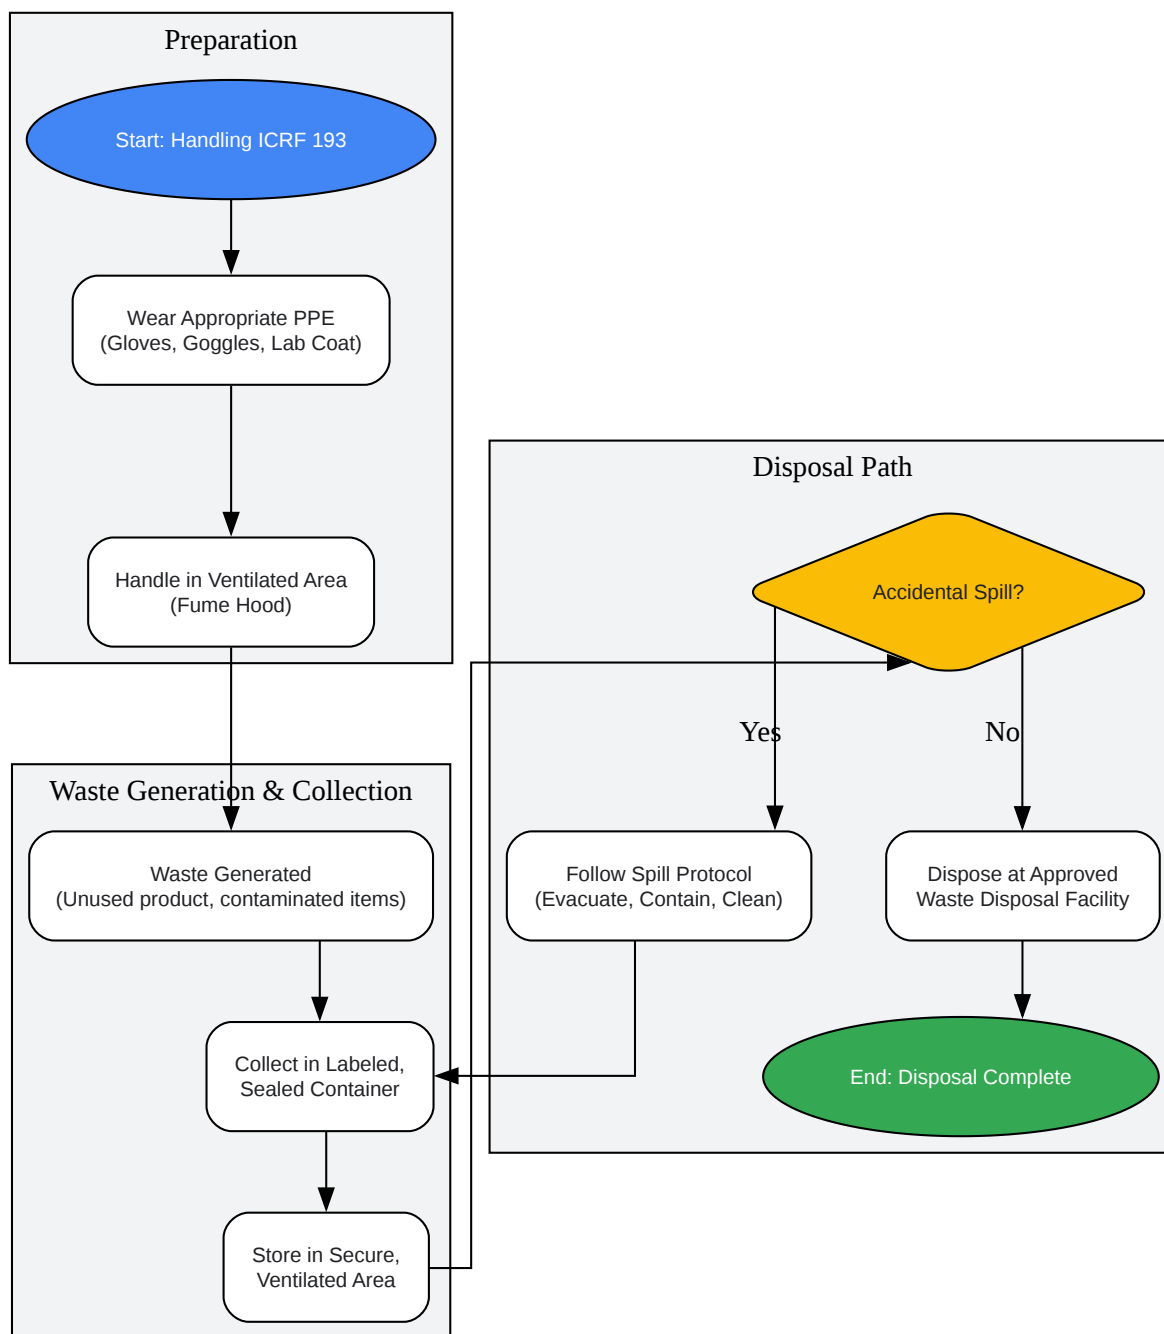 Preparation
Start: Handling ICRF 193
Wear Appropriate PPE
(Gloves, Goggles, Lab Coat)
Handle in Ventilated Area
(Fume Hood)
Waste Generation & Collection
Waste Generated
(Unused product, contaminated items)
Collect in Labeled,
Sealed Container
Store in Secure,
Ventilated Area
Disposal Path
Accidental Spill?
Yes
No
Follow Spill Protocol
(Evacuate, Contain, Clean)
Dispose at Approved
Waste Disposal Facility
End: Disposal Complete